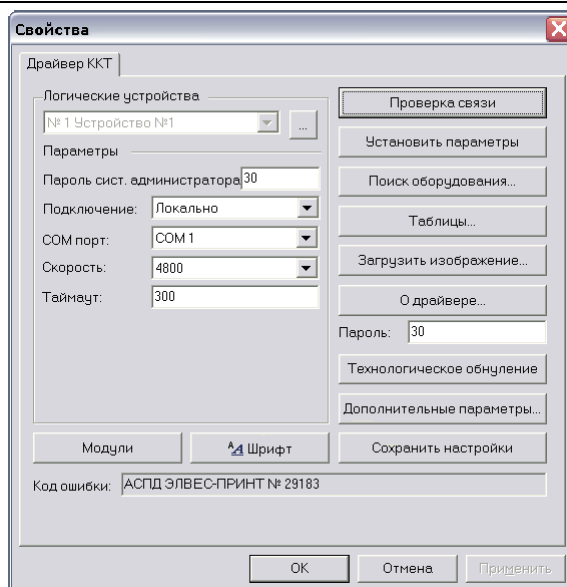 Свойства
Драйвер ККТ
Логические устройства
№ 1 Устройство №1
...
Параметры
Пароль сист. администратора 30
Подключение: Локально
COM порт: COM 1
Скорость: 4800
Таймаут: 300
Проверка связи
Установить параметры
Поиск оборудования...
Таблицы...
Загрузить изображение...
О драйвере...
Пароль: 30
Технологическое обнуление
Дополнительные параметры...
Модули
АА Шрифт
Сохранить настройки
Код ошибки: АСПД ЭЛВЕС-ПРИНТ № 29183
OK
Отмена
Применить